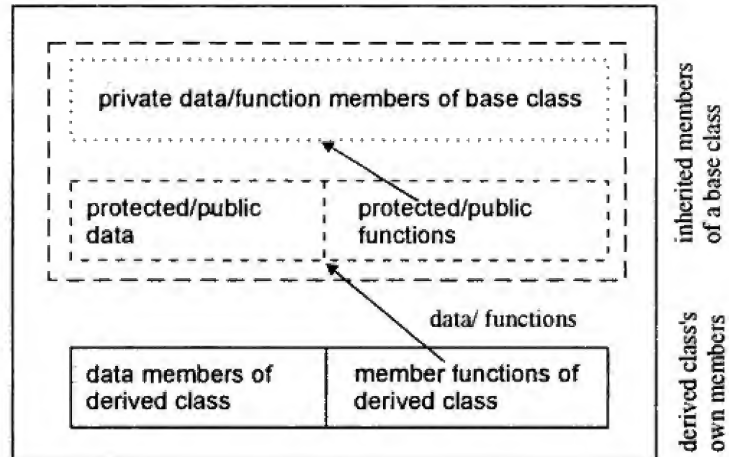 private data/function members of base class
protected/public
data
protected/public
functions
data/ functions
data members of
derived class
member functions of
derived class
inherited members
of a base class
derived class's
own members